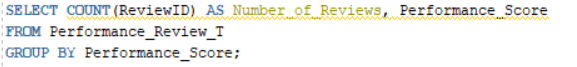 SELECT COUNT(ReviewID) AS Number_of_Reviews, Performance_Score
FROM Performance_Review_T
GROUP BY Performance_Score;